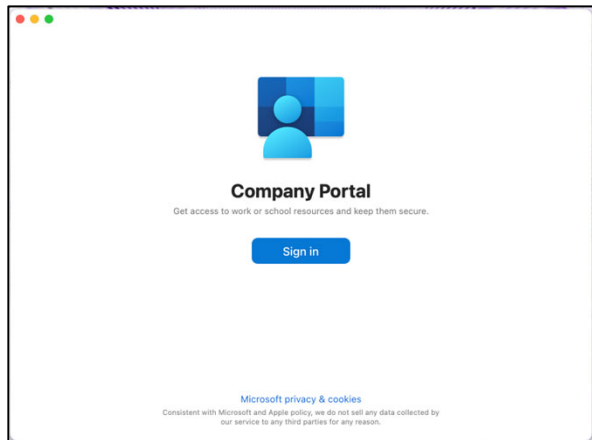 Company Portal
Get access to work or school resources and keep them secure.
Sign in
Microsoft privacy & cookies
Consistent with Microsoft and Apple policy, we do not sell any data collected by
our service to any third parties for any reason.